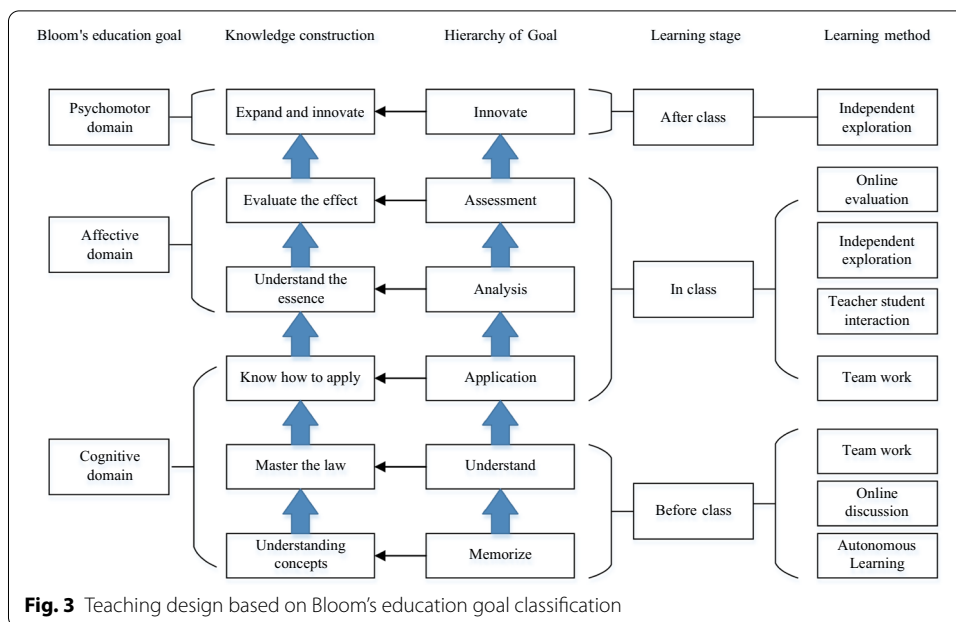 Bloom's education goal
Knowledge construction
Hierarchy of Goal
Learning stage
Learning method
Psychomotor
domain
Expand and innovate
Innovate
After class
Independent
exploration
Affective
domain
Evaluate the effect
Assessment
Understand the
essence
Analysis
In class
Online
evaluation
Independent
exploration
Teacher student
interaction
Team work
Know how to apply
Application
Cognitive
domain
Master the law
Understand
Understanding
concepts
Memorize
Before class
Team work
Online
discussion
Autonomous
Learning
Fig. 3 Teaching design based on Bloom’s education goal classification